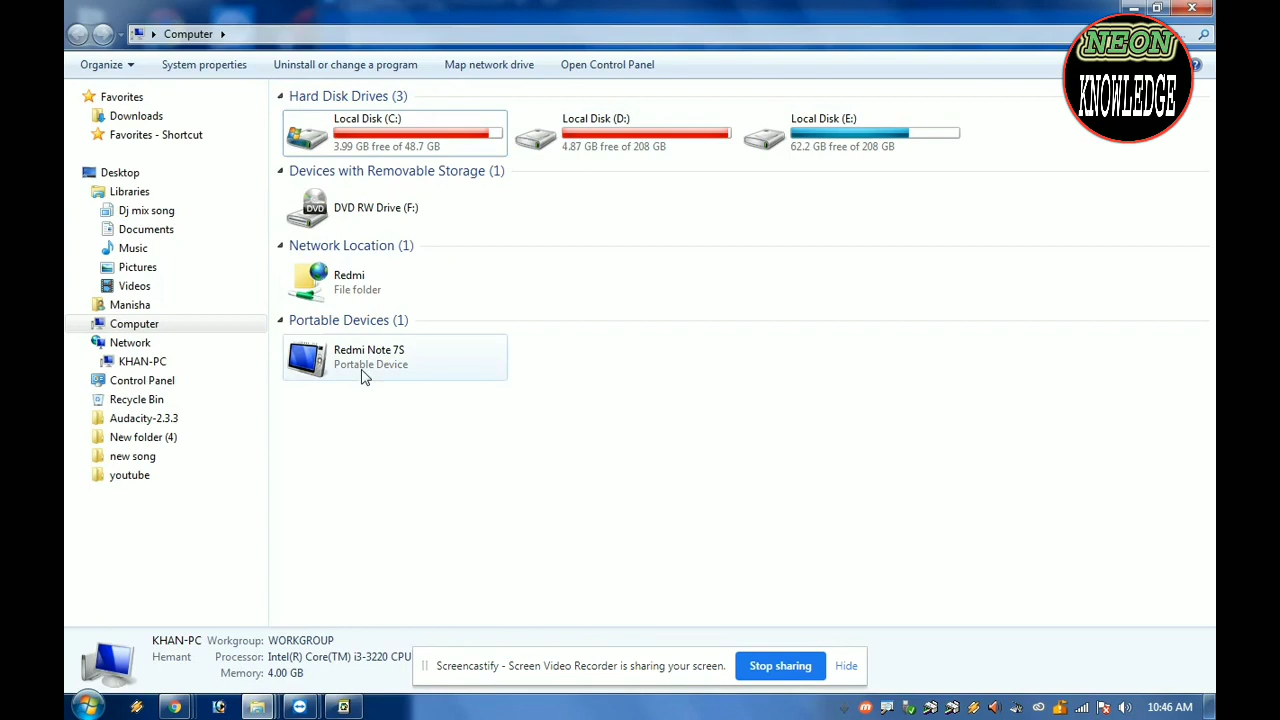 Computer
Organize
System properties
Uninstall or change a program
Map network drive
Open Control Panel
NEON
KNOWLEDGE
Favorites
Downloads
Favorites - Shortcut
Desktop
Libraries
Dj mix song
Documents
Music
Pictures
Videos
Manisha
Computer
Network
KHAN-PC
Control Panel
Recycle Bin
Audacity-2.3.3
New folder (4)
new song
youtube
Hard Disk Drives (3)
Local Disk (C:)
3.99 GB free of 48.7 GB
Local Disk (D:)
4.87 GB free of 208 GB
Local Disk (E:)
62.2 GB free of 208 GB
Devices with Removable Storage (1)
DVD
DVD RW Drive (F:)
Network Location (1)
Redmi
File folder
Portable Devices (1)
Redmi Note 7S
Portable Device
KHAN-PC Workgroup: WORKGROUP
Hemant Processor: Intel(R) Core(TM) i3-3220 CPU
Memory: 4.00 GB
Screencastify - Screen Video Recorder is sharing your screen.
Stop sharing
Hide
10:46 AM